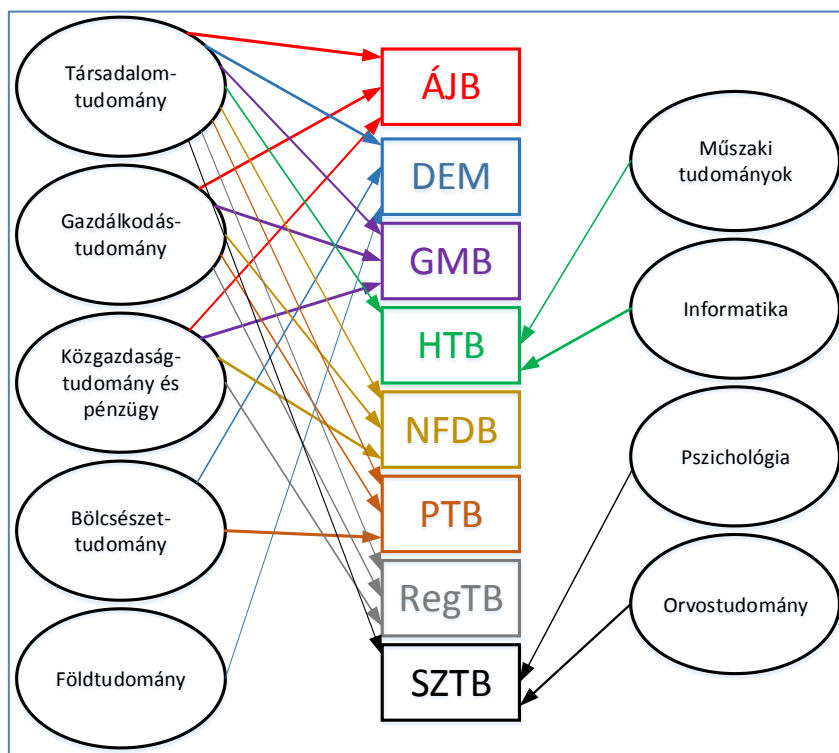 Társadalom-
tudomány
Gazdálkodás-
tudomány
Közgazdaság-
tudomány és
pénzügy
Bölcsészet-
tudomány
Földtudomány
ÁJB
DEM
GMB
HTB
NFDB
PTB
RegTB
SZTB
Műszaki
tudományok
Informatika
Pszichológia
Orvostudomány